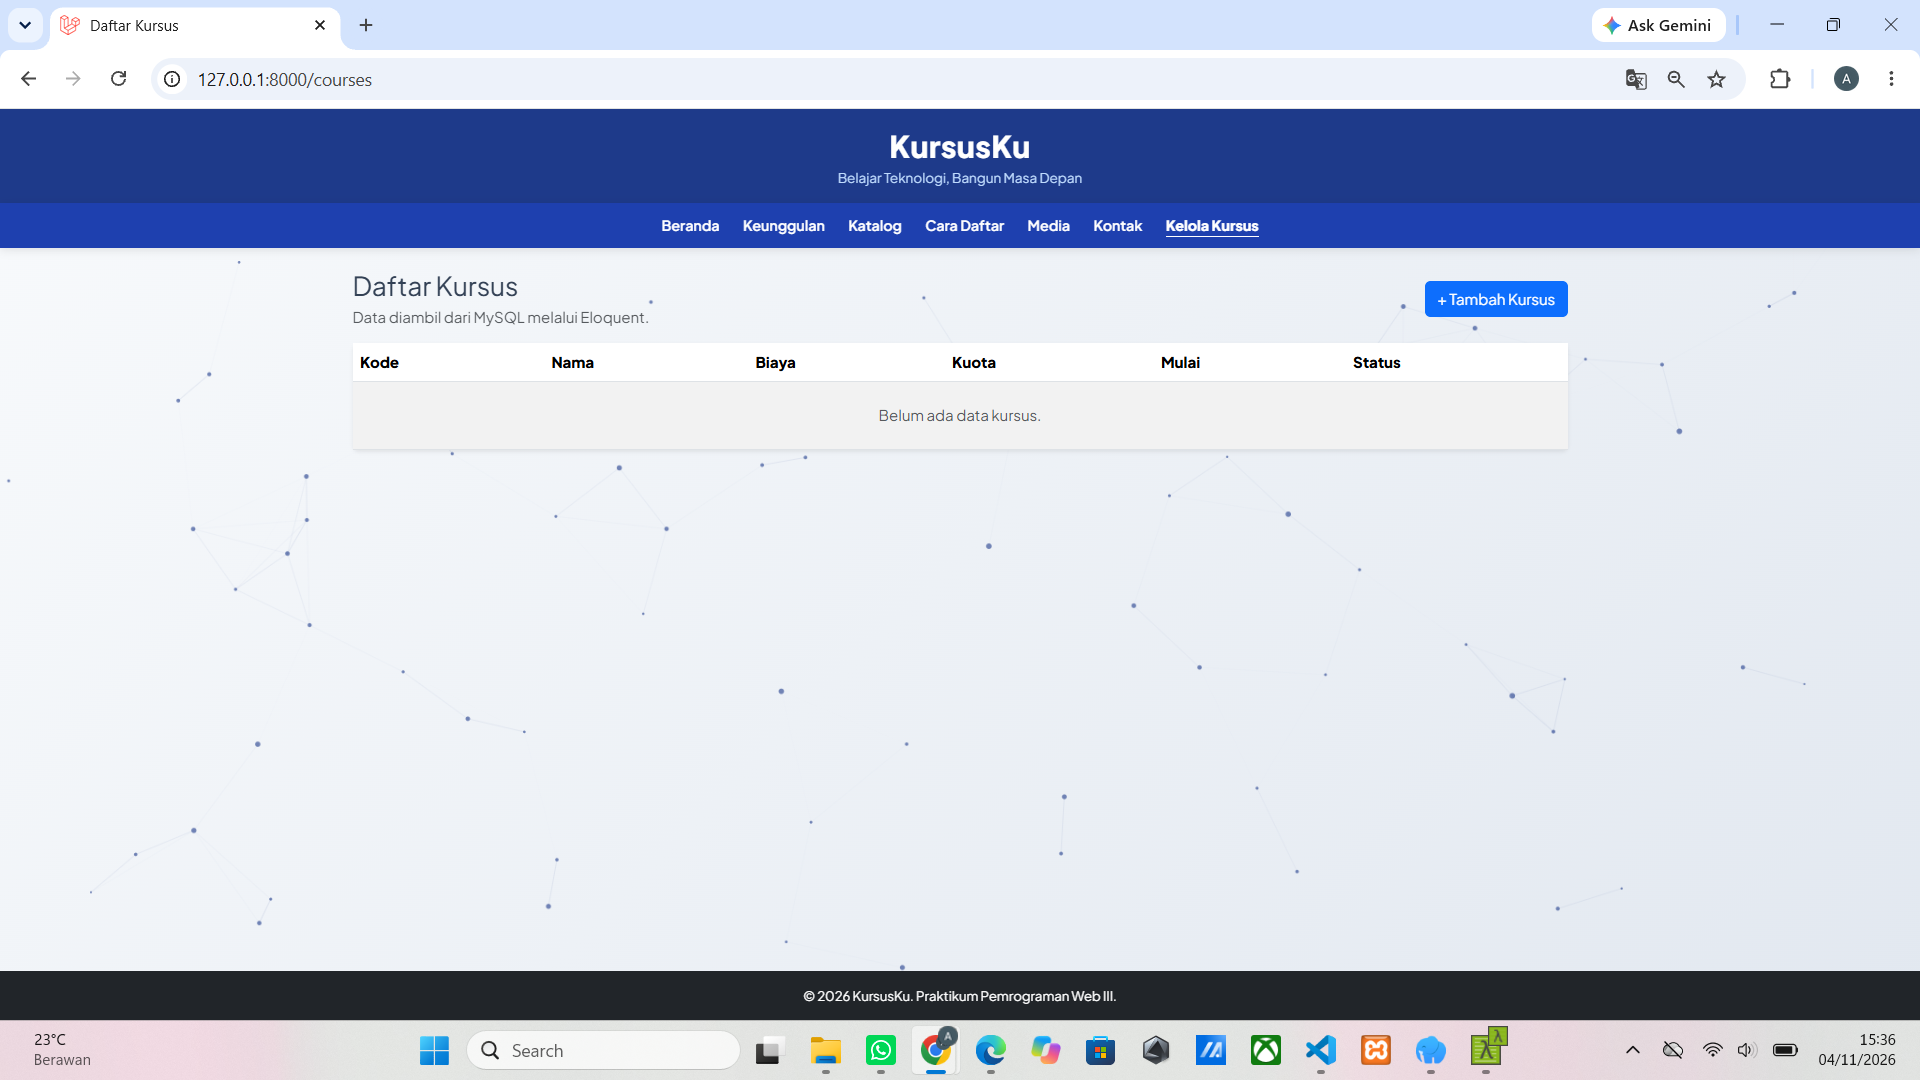 Daftar Kursus
Ask Gemini
127.0.0.1:8000/courses
A
KursusKu
Belajar Teknologi, Bangun Masa Depan
Beranda Keunggulan Katalog Cara Daftar Media Kontak Kelola Kursus
Daftar Kursus
Data diambil dari MySQL melalui Eloquent.
+ Tambah Kursus
Kode Nama Biaya Kuota Mulai Status
Belum ada data kursus.
© 2026 KursusKu. Praktikum Pemrograman Web III.
23°C
Berawan
Search
A
15:36
04/11/2026